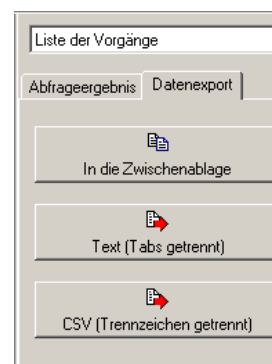 Liste der Vorgänge
Abfrageergebnis Datenexport
In die Zwischenablage
Text (Tabs getrennt)
CSV (Trennzeichen getrennt)